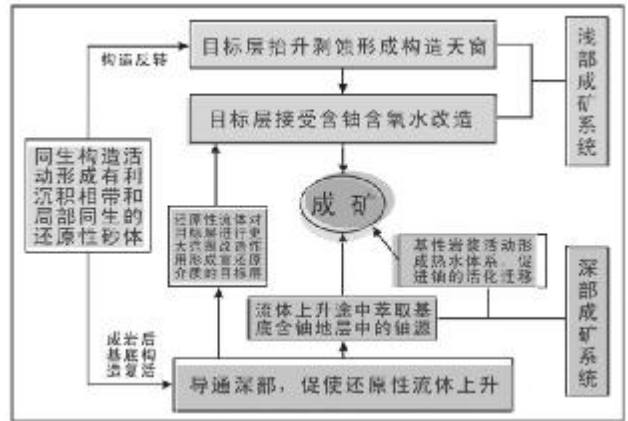 目标层抬升剥蚀形成构造天窗
构造反转
浅部成矿系统
目标层接受含铀含氧水改造
同生构造活
动形成有利
沉积相带和
局部同生的
还原性砂体
成矿
还原性流体对
目标层进行更
大范围改造作
用形成富还原
介质的目标层
基性岩浆活动形
成热水体系，促
进铀的活化迁移
流体上升途中萃取基
底含铀地层中的铀源
深部成矿系统
成岩后
基底构
造复活
导通深部，促使还原性流体上升